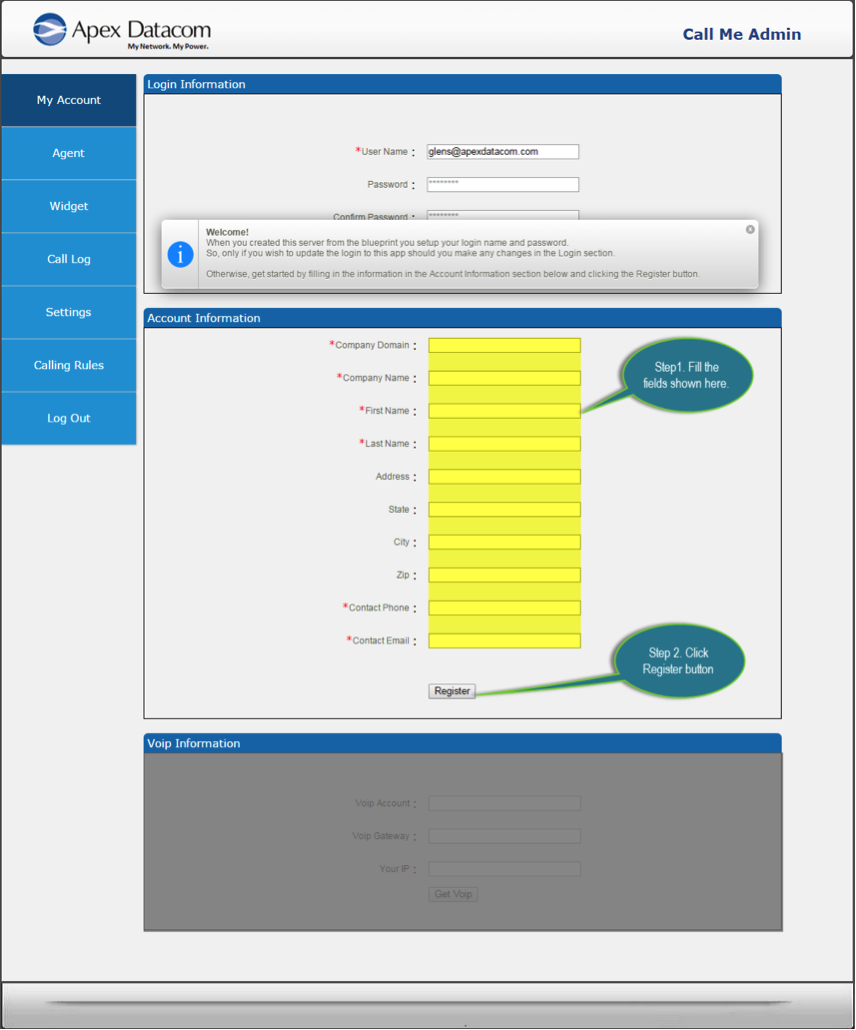 Apex Datacom
My Network. My Power.
Call Me Admin
My Account
Agent
Widget
Call Log
Settings
Calling Rules
Log Out
Login Information
*User Name : glens@apexdatacom.com
Password : ********
Confirm Password : ********
Welcome!
When you created this server from the blueprint you setup your login name and password.
So, only if you wish to update the login to this app should you make any changes in the Login section.
Otherwise, get started by filling in the information in the Account Information section below and clicking the Register button.
Account Information
*Company Domain :
*Company Name :
*First Name :
*Last Name :
Address :
State :
City :
Zip :
*Contact Phone :
*Contact Email :
Step1. Fill the
fields shown here.
Step 2. Click
Register button
Register
Voip Information
Voip Account :
Voip Gateway :
Your IP :
Get Voip